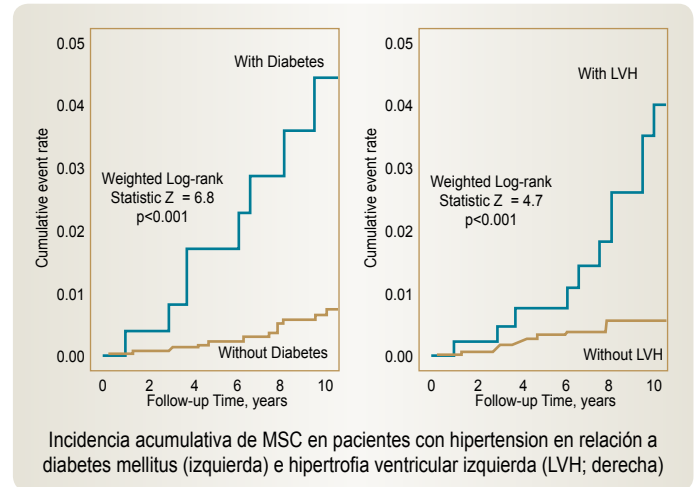 0.05
0.04
0.03
0.02
0.01
0.00
Cumulative event rate
With Diabetes
Weighted Log-rank
Statistic Z = 6.8
p<0.001
Without Diabetes
0 2 4 6 8 10
Follow-up Time, years
0.05
0.04
0.03
0.02
0.01
0.00
Cumulative event rate
With LVH
Weighted Log-rank
Statistic Z = 4.7
p<0.001
Without LVH
0 2 4 6 8 10
Follow-up Time, years
Incidencia acumulativa de MSC en pacientes con hipertension en relación a
diabetes mellitus (izquierda) e hipertrofia ventricular izquierda (LVH; derecha)